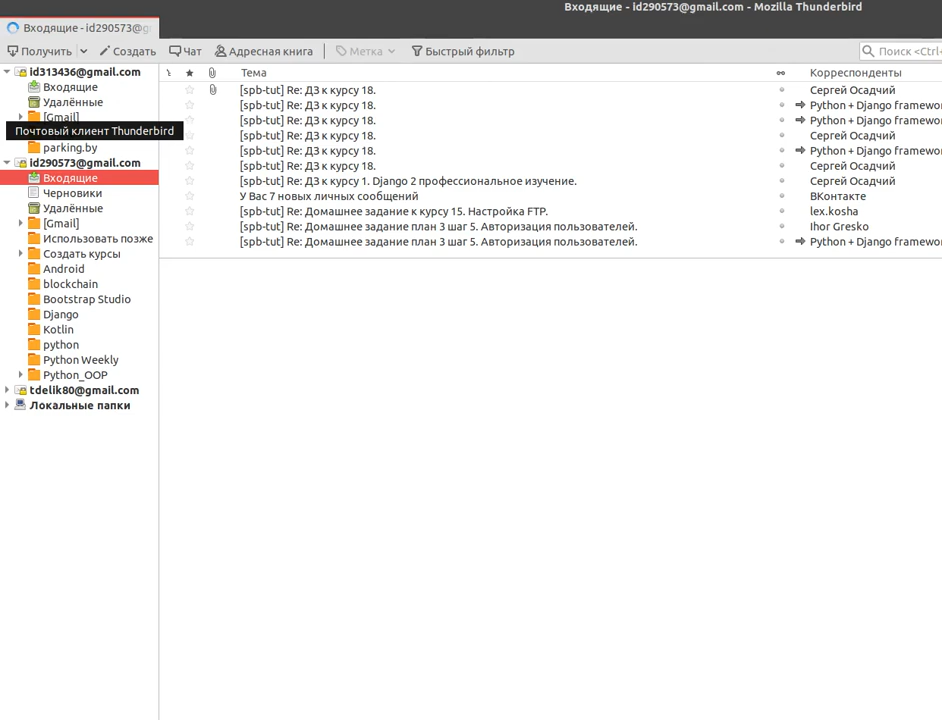 Входящие - id290573@gmail.com - Mozilla Thunderbird
Входящие - id290573@g
Получить Создать Чат Адресная книга Метка Быстрый фильтр Поиск <Ctrl+
Тема Корреспонденты
id313436@gmail.com
Входящие
Удалённые
[Gmail]
Почтовый клиент Thunderbird
parking.by
id290573@gmail.com
Входящие
Черновики
Удалённые
[Gmail]
Использовать позже
Создать курсы
Android
blockchain
Bootstrap Studio
Django
Kotlin
python
Python Weekly
Python_OOP
tdelik80@gmail.com
Локальные папки
[spb-tut] Re: ДЗ к курсу 18. Сергей Осадчий
[spb-tut] Re: ДЗ к курсу 18. Python + Django framewo
[spb-tut] Re: ДЗ к курсу 18. Python + Django framewo
[spb-tut] Re: ДЗ к курсу 18. Сергей Осадчий
[spb-tut] Re: ДЗ к курсу 18. Python + Django framewo
[spb-tut] Re: ДЗ к курсу 18. Сергей Осадчий
[spb-tut] Re: ДЗ к курсу 1. Django 2 профессиональное изучение. Сергей Осадчий
У Вас 7 новых личных сообщений ВКонтакте
[spb-tut] Re: Домашнее задание к курсу 15. Настройка FTP. lex.kosha
[spb-tut] Re: Домашнее задание план 3 шаг 5. Авторизация пользователей. Ihor Gresko
[spb-tut] Re: Домашнее задание план 3 шаг 5. Авторизация пользователей. Python + Django framewo